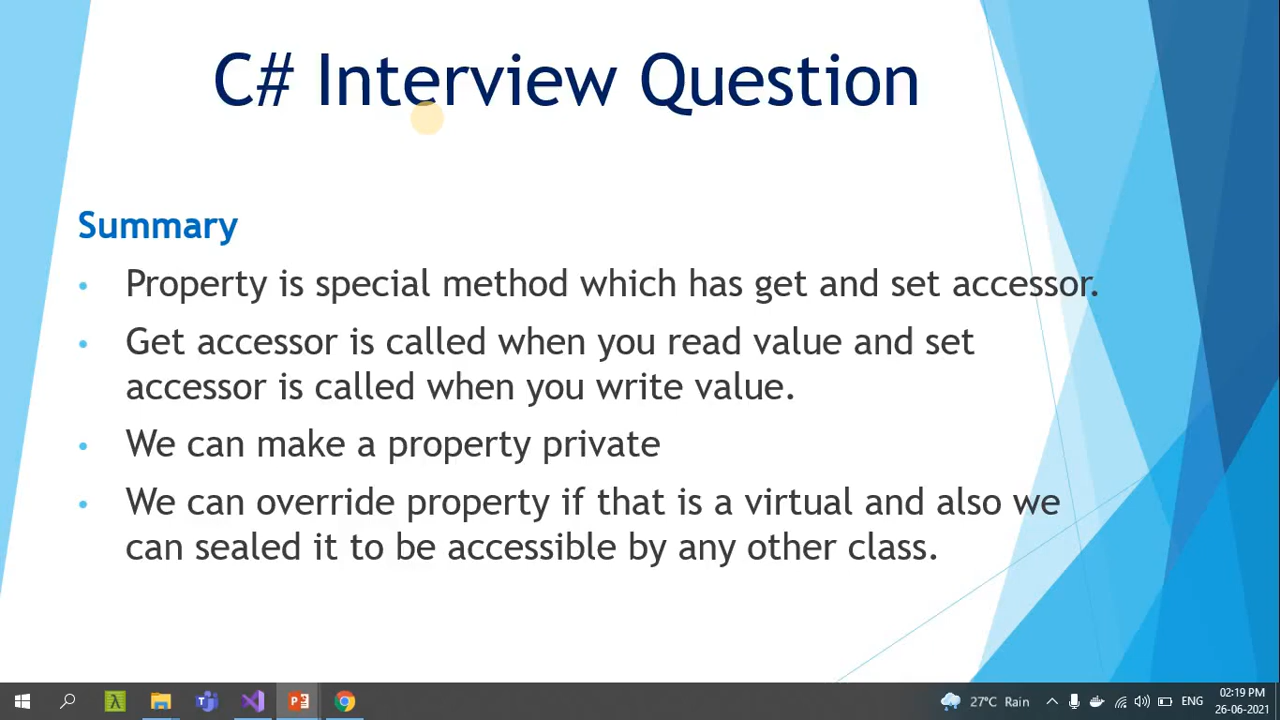 C# Interview Question
Summary
• Property is special method which has get and set accessor.
• Get accessor is called when you read value and set
accessor is called when you write value.
• We can make a property private
• We can override property if that is a virtual and also we
can sealed it to be accessible by any other class.
27°C Rain
ENG
02:19 PM
26-06-2021